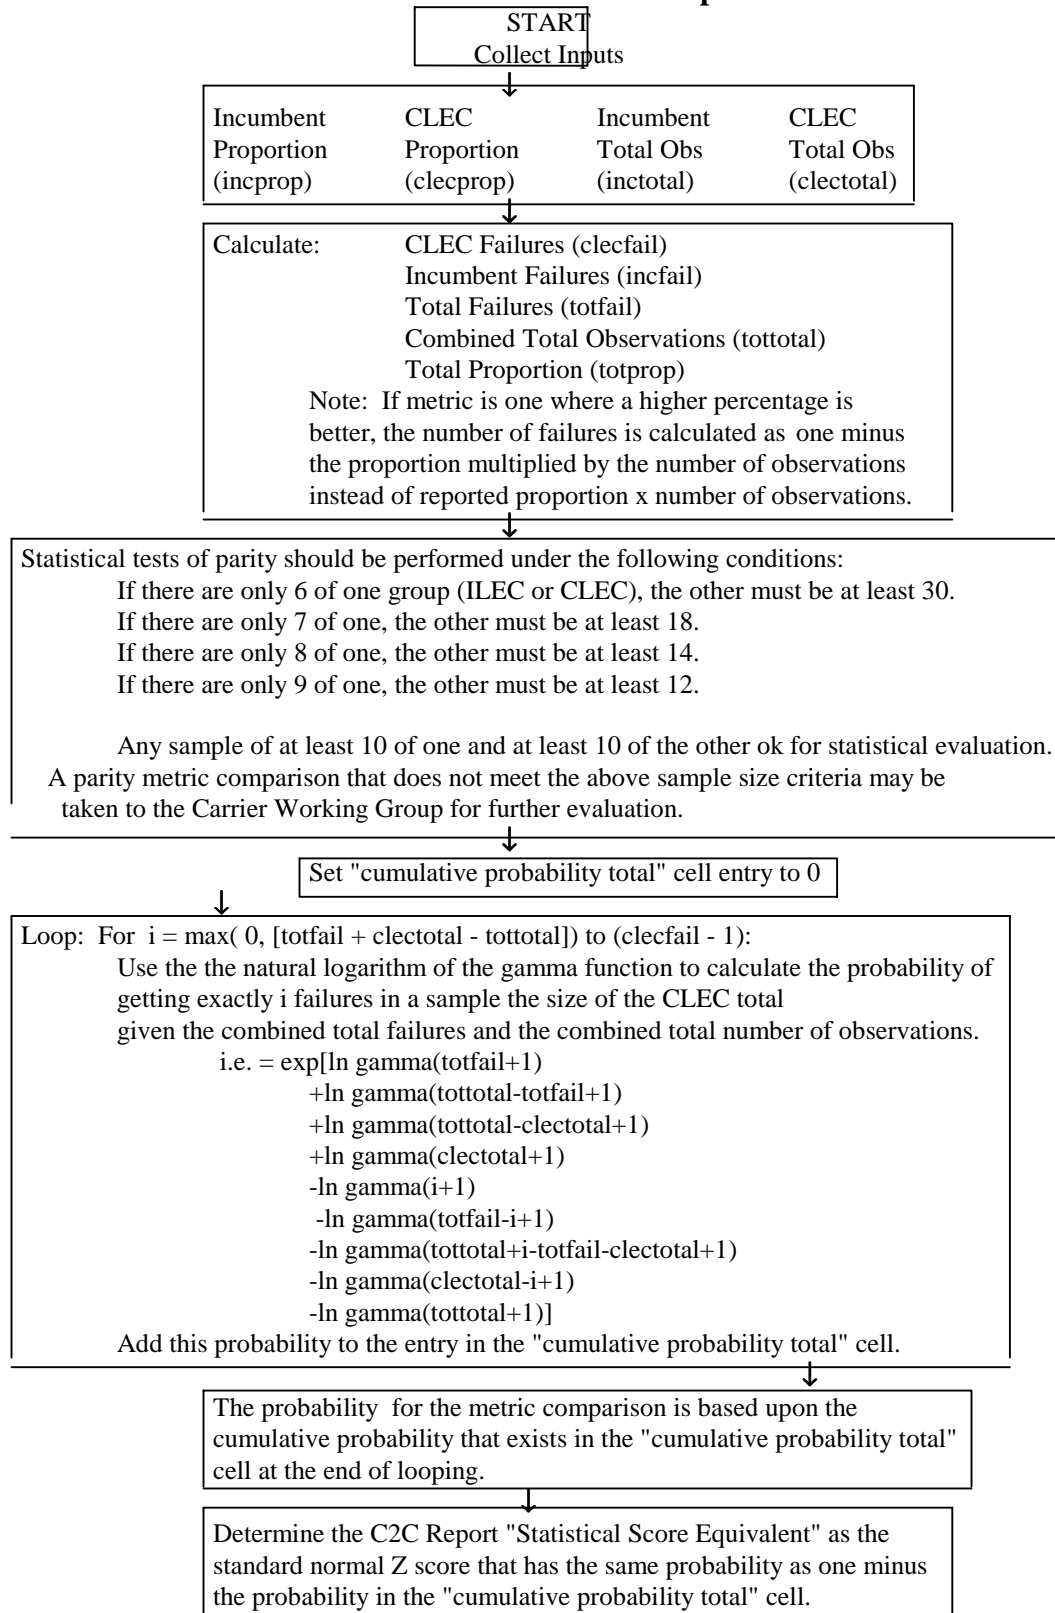 START
Collect Inputs
Incumbent CLEC Incumbent CLEC
Proportion Proportion Total Obs Total Obs
(incprop) (clecprop) (inctotal) (clectotal)
Calculate: CLEC Failures (clecfail)
Incumbent Failures (incfail)
Total Failures (totfail)
Combined Total Observations (tottotal)
Total Proportion (totprop)
Note: If metric is one where a higher percentage is
better, the number of failures is calculated as one minus
the proportion multiplied by the number of observations
instead of reported proportion x number of observations.
Statistical tests of parity should be performed under the following conditions:
If there are only 6 of one group (ILEC or CLEC), the other must be at least 30.
If there are only 7 of one, the other must be at least 18.
If there are only 8 of one, the other must be at least 14.
If there are only 9 of one, the other must be at least 12.
Any sample of at least 10 of one and at least 10 of the other ok for statistical evaluation.
A parity metric comparison that does not meet the above sample size criteria may be
taken to the Carrier Working Group for further evaluation.
Set "cumulative probability total" cell entry to 0
Loop: For i = max( 0, [totfail + clectotal - tottotal]) to (clecfail - 1):
Use the the natural logarithm of the gamma function to calculate the probability of
getting exactly i failures in a sample the size of the CLEC total
given the combined total failures and the combined total number of observations.
i.e. = exp[ln gamma(totfail+1)
+ln gamma(tottotal-totfail+1)
+ln gamma(tottotal-clectotal+1)
+ln gamma(clectotal+1)
-ln gamma(i+1)
-ln gamma(totfail-i+1)
-ln gamma(tottotal+i-totfail-clectotal+1)
-ln gamma(clectotal-i+1)
-ln gamma(tottotal+1)]
Add this probability to the entry in the "cumulative probability total" cell.
The probability for the metric comparison is based upon the
cumulative probability that exists in the "cumulative probability total"
cell at the end of looping.
Determine the C2C Report "Statistical Score Equivalent" as the
standard normal Z score that has the same probability as one minus
the probability in the "cumulative probability total" cell.